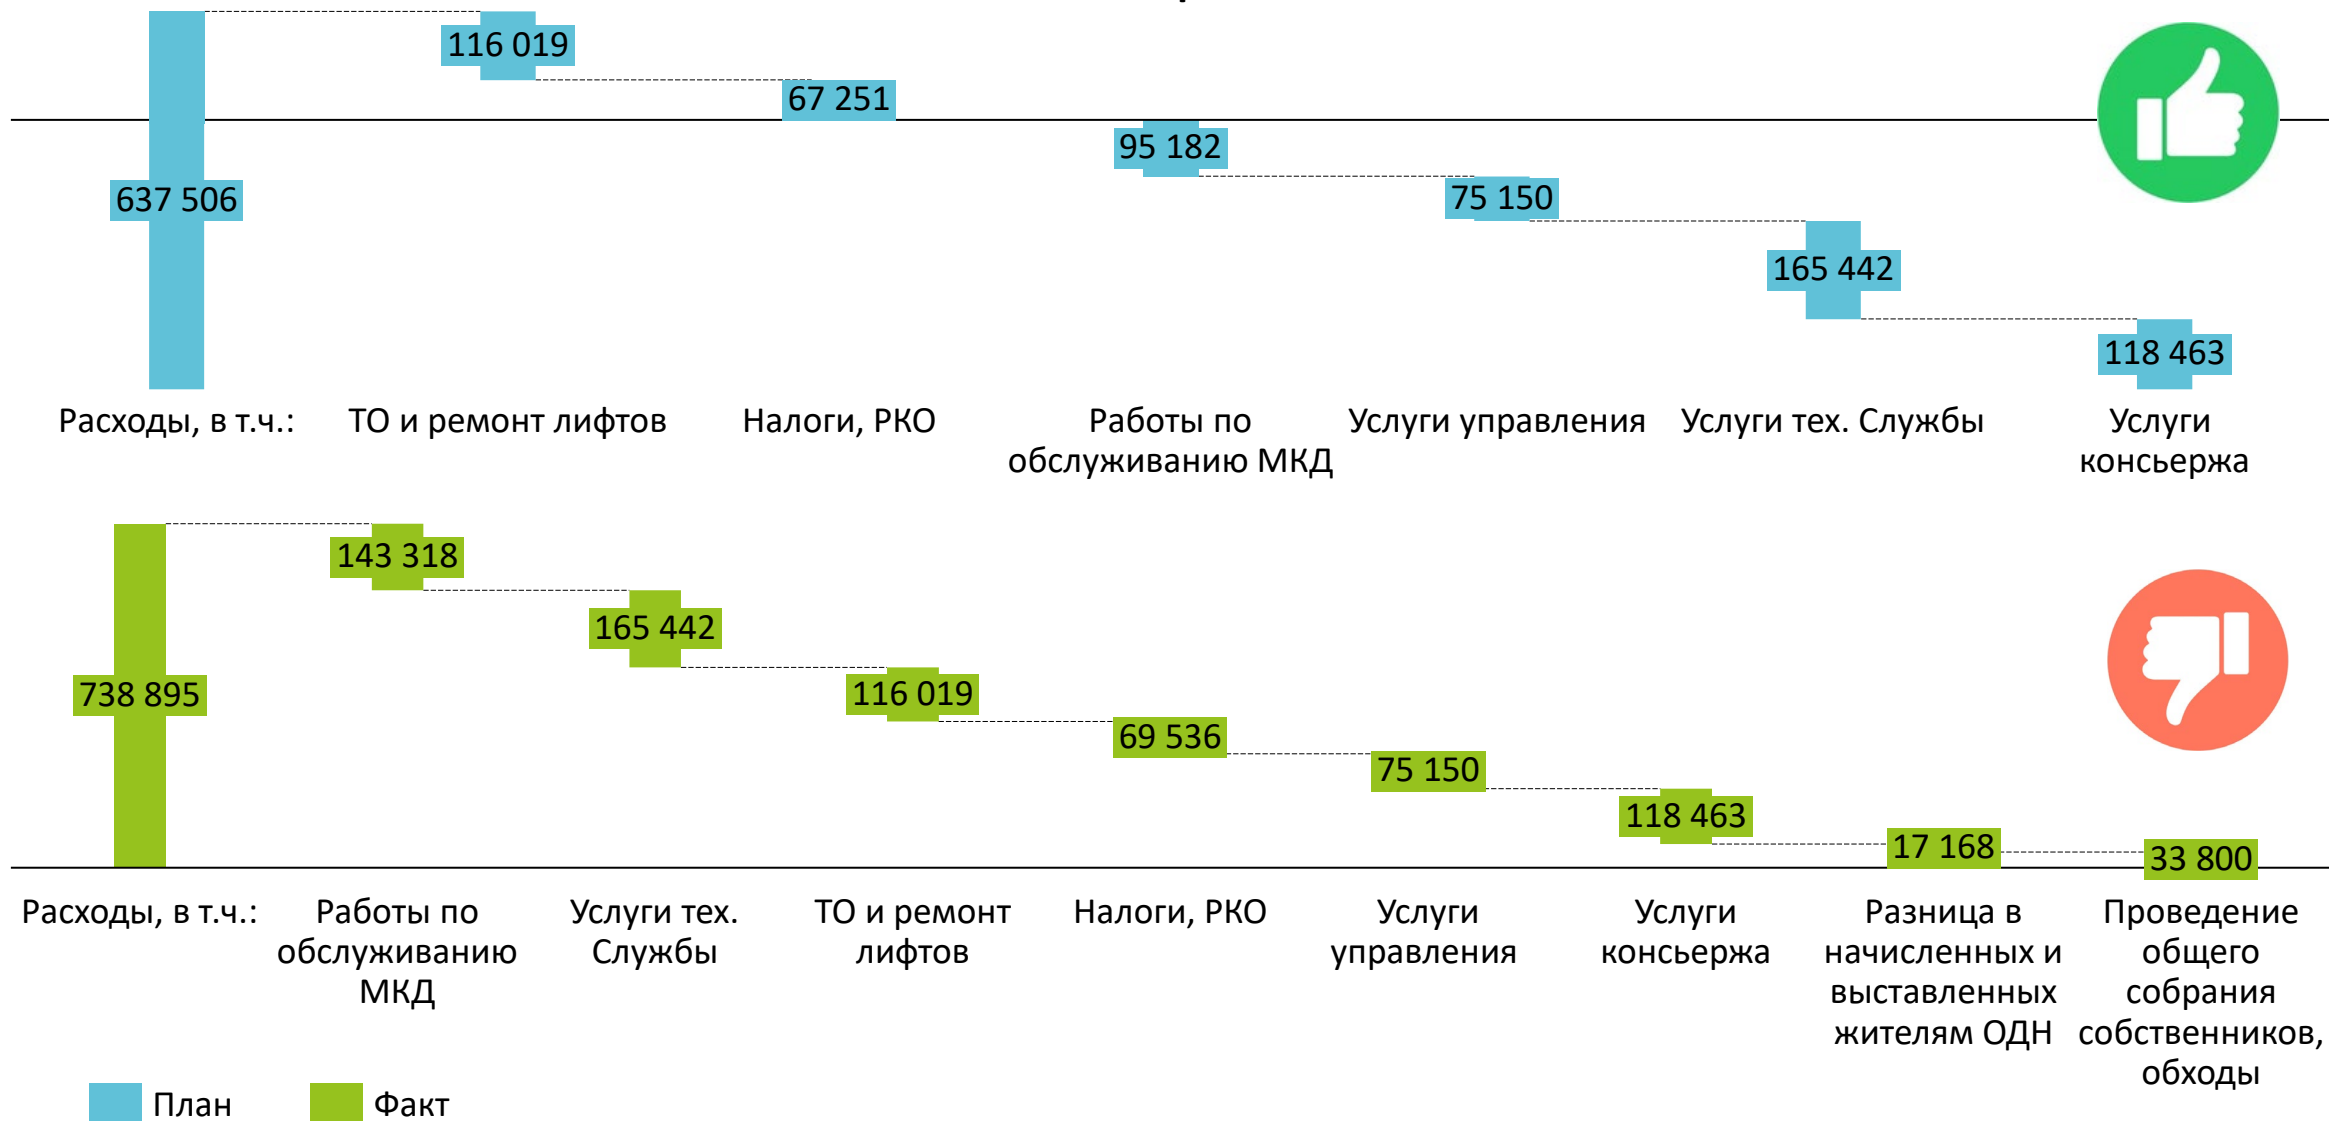 116 019
67 251
95 182
637 506
75 150
165 442
118 463
Расходы, в т.ч.:
ТО и ремонт лифтов
Налоги, РКО
Работы по
обслуживанию МКД
Услуги управления
Услуги тех. Службы
Услуги
консьержа
143 318
165 442
738 895
116 019
69 536
75 150
118 463
17 168
33 800
Расходы, в т.ч.:
Работы по
обслуживанию
МКД
Услуги тех.
Службы
ТО и ремонт
лифтов
Налоги, РКО
Услуги
управления
Услуги
консьержа
Разница в
начисленных и
выставленных
жителям ОДН
Проведение
общего
собрания
собственников,
обходы
План
Факт